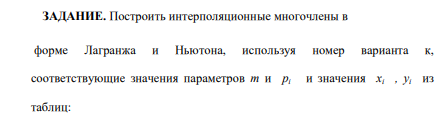 ЗАДАНИЕ. Построить интерполяционные многочлены в
форме Лагранжа и Ньютона, используя номер варианта к,
соответствующие значения параметров m и pi и значения xi , yi из
таблиц: